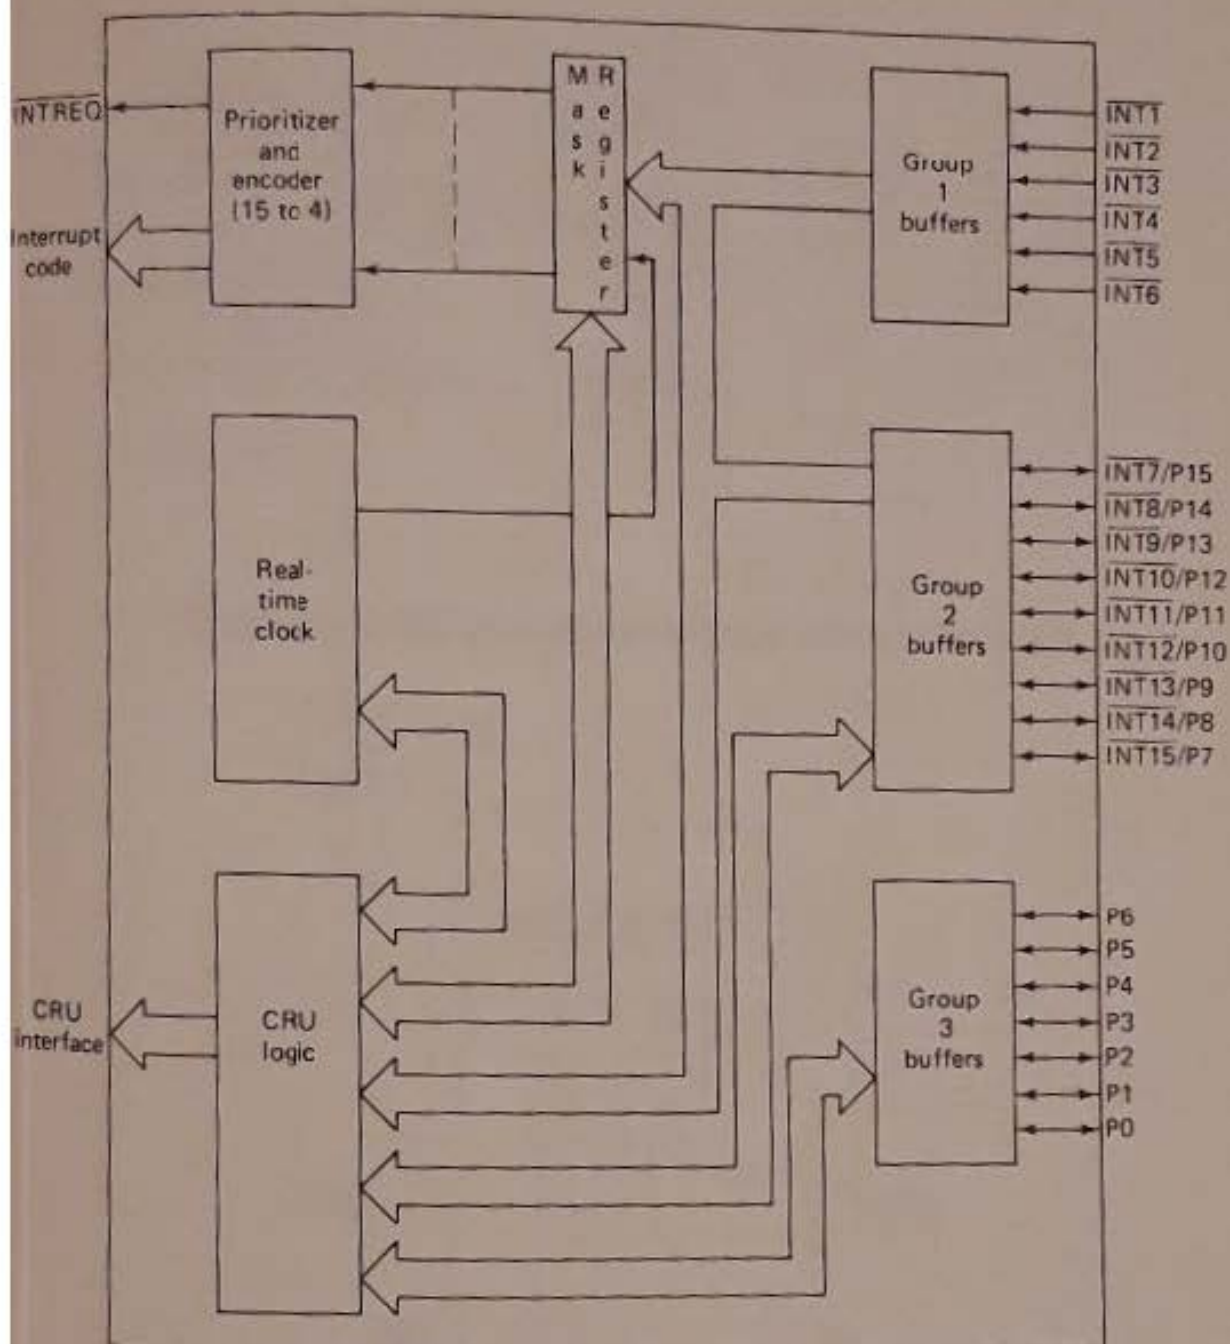 INTREQ
Prioritizer
and
encoder
(15 to 4)
Interrupt
code
Mask
Register
Group
1
buffers
INT1
INT2
INT3
INT4
INT5
INT6
Real-
time
clock
Group
2
buffers
INT7/P15
INT8/P14
INT9/P13
INT10/P12
INT11/P11
INT12/P10
INT13/P9
INT14/P8
INT15/P7
CRU
interface
CRU
logic
Group
3
buffers
P6
P5
P4
P3
P2
P1
P0